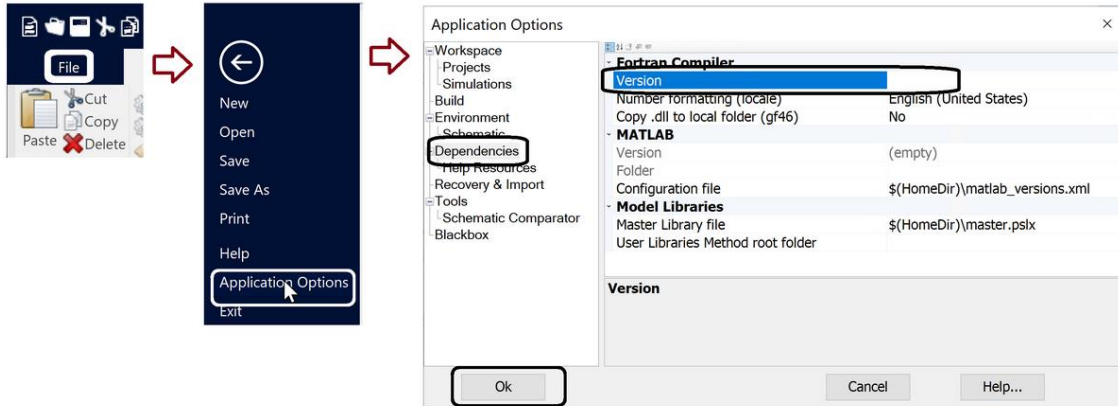 File
Cut
Copy
Paste
Delete
New
Open
Save
Save As
Print
Help
Application Options
Exit
Application Options
Workspace
Projects
Simulations
Build
Environment
Schematic
Dependencies
Help Resources
Recovery & Import
Tools
Schematic Comparator
Blackbox
Fortran Compiler
Version
Number formatting (locale) English (United States)
Copy .dll to local folder (gf46) No
MATLAB
Version (empty)
Folder
Configuration file $(HomeDir)\matlab_versions.xml
Model Libraries
Master Library file $(HomeDir)\master.pslx
User Libraries Method root folder
Version
Ok Cancel Help...